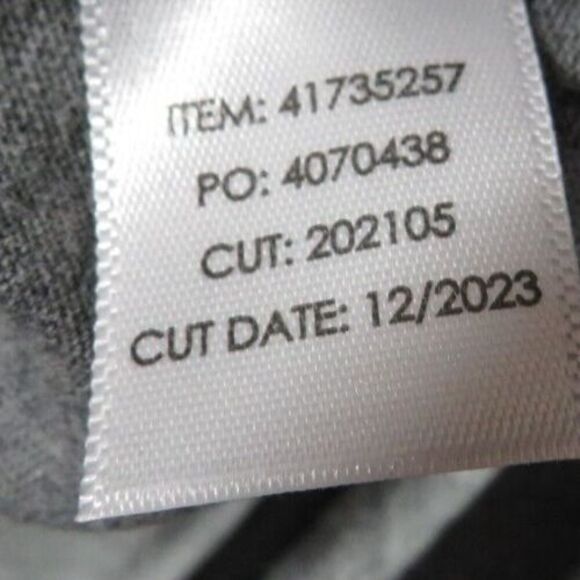 ITEM: 41735257
PO: 4070438
CUT: 202105
CUT DATE: 12/2023